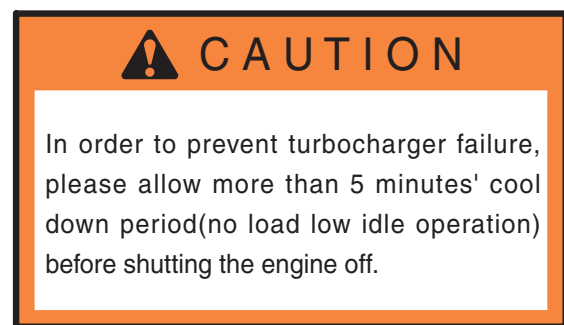 CAUTION
In order to prevent turbocharger failure,
please allow more than 5 minutes' cool
down period(no load low idle operation)
before shutting the engine off.